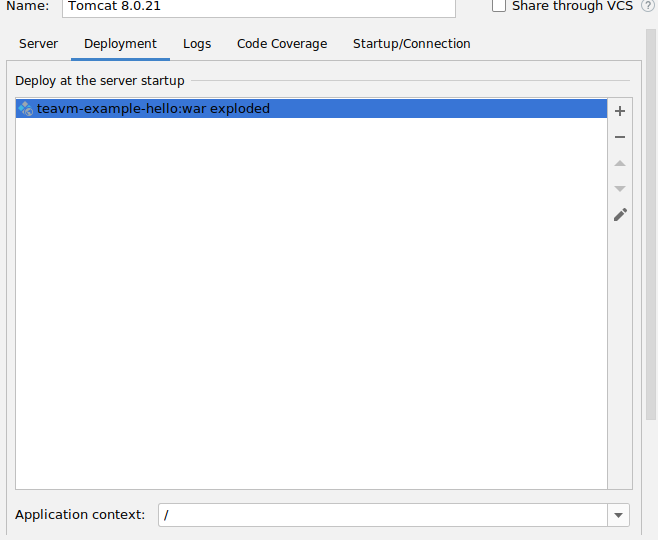 Name: Tomcat 8.0.21 Share through VCS ?
Server Deployment Logs Code Coverage Startup/Connection
Deploy at the server startup
teavm-example-hello:war exploded
Application context: /